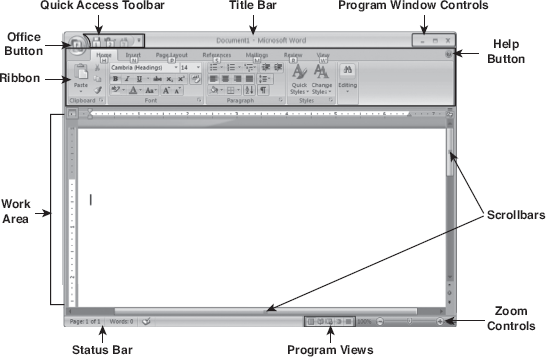 Quick Access Toolbar Title Bar Program Window Controls
Office Button
Document1 - Microsoft Word
Help Button
Home Insert Page Layout References Mailings Review View
Ribbon
Cambria (Headings) 14
Paste
Quick Styles
Change Styles
Editing
Clipboard Font Paragraph Styles
Work Area
Scrollbars
Page: 1 of 1 Words: 0 100%
Zoom Controls
Status Bar Program Views